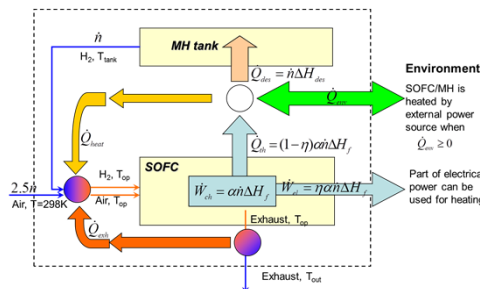 ṅ
MH tank
H₂, T_tank
Q̇_des = ṅΔH_des
Environment
Q̇_env
SOFC/MH is
heated by
external power
source when
Q̇_env ≥ 0
Q̇_heat
Q̇_th = (1−η)αṅΔH_f
SOFC
H₂, T_op
2.5ṅ
Ẇ_ch = αṅΔH_f
Ẇ_el = ηαṅΔH_f
Part of electrical
power can be
used for heating
Air, T=298K
Air, T_op
Exhaust, T_op
Q̇_exh
Exhaust, T_out